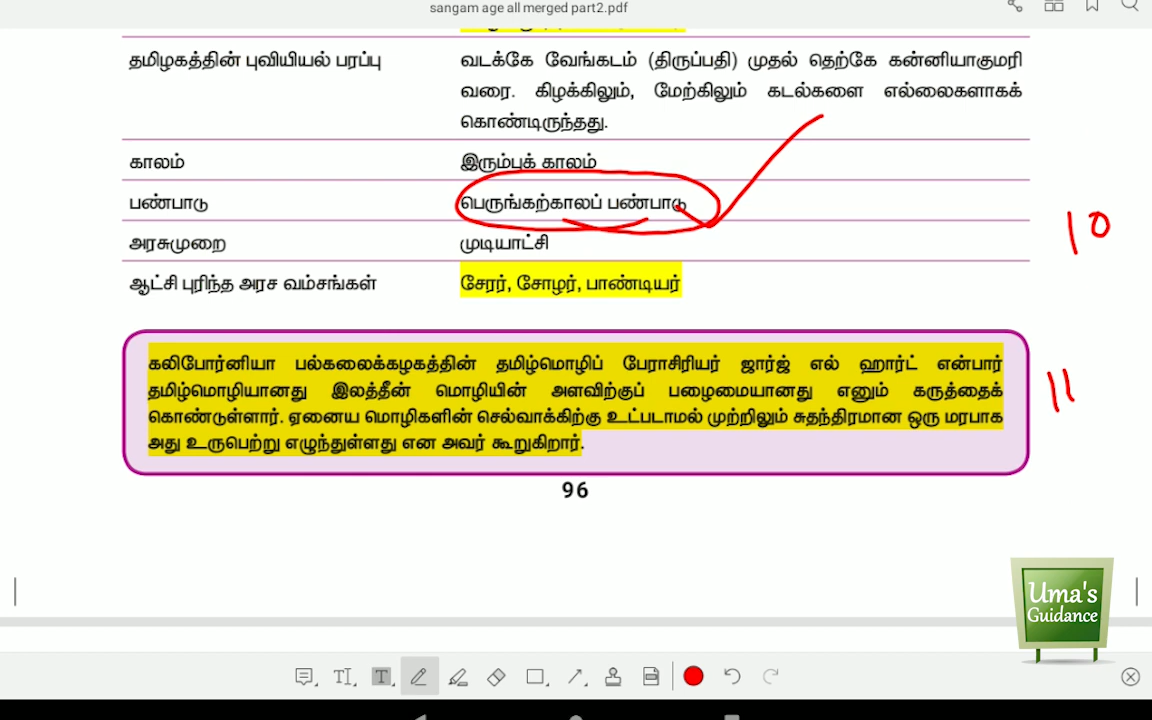 sangam age all merged part2.pdf
தமிழகத்தின் புவியியல் பரப்பு
வடக்கே வேங்கடம் (திருப்பதி) முதல் தெற்கே கன்னியாகுமரி
வரை. கிழக்கிலும், மேற்கிலும் கடல்களை எல்லைகளாகக்
கொண்டிருந்தது.
காலம் இரும்புக் காலம்
பண்பாடு பெருங்கற்காலப் பண்பாடு
அரசுமுறை முடியாட்சி
10
ஆட்சி புரிந்த அரச வம்சங்கள் சேரர், சோழர், பாண்டியர்
கலிபோர்னியா பல்கலைக்கழகத்தின் தமிழ்மொழிப் பேராசிரியர் ஜார்ஜ் எல் ஹார்ட் என்பார்
தமிழ்மொழியானது இலத்தீன் மொழியின் அளவிற்குப் பழைமையானது எனும் கருத்தைக்
11
கொண்டுள்ளார். ஏனைய மொழிகளின் செல்வாக்கிற்கு உட்படாமல் முற்றிலும் சுதந்திரமான ஒரு மரபாக
அது உருபெற்று எழுந்துள்ளது என அவர் கூறுகிறார்.
96
Uma's
Guidance